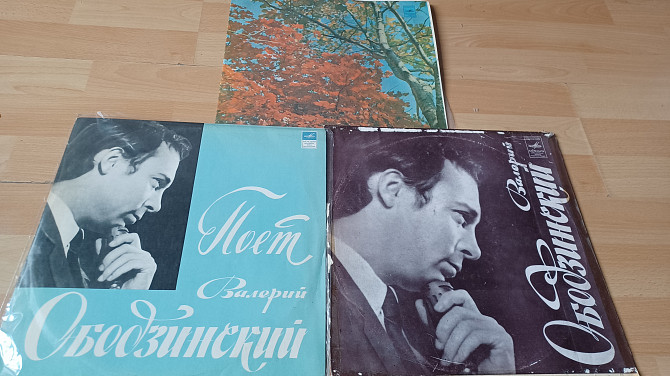 Поет
Валерий
Ободзинский
Валерий
Ободзинский